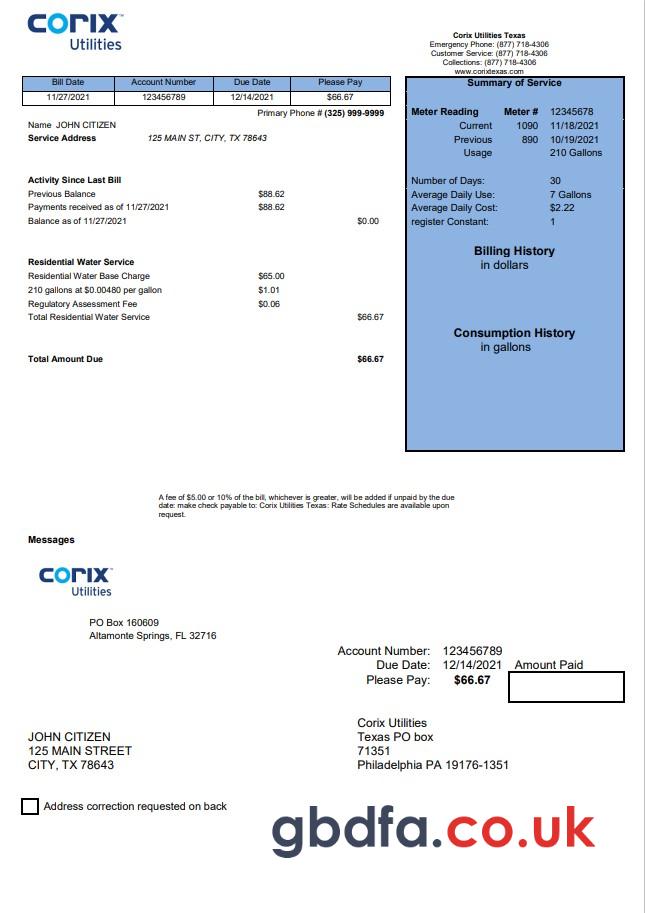 CORIX™
Utilities
Corix Utilities Texas
Emergency Phone: (877) 718-4306
Customer Service: (877) 718-4306
Collections: (877) 718-4306
www.corixtexas.com
Bill Date Account Number Due Date Please Pay
11/27/2021 123456789 12/14/2021 $66.67
Primary Phone # (325) 999-9999
Name JOHN CITIZEN
Service Address 125 MAIN ST, CITY, TX 78643
Activity Since Last Bill
Previous Balance $88.62
Payments received as of 11/27/2021 $88.62
Balance as of 11/27/2021 $0.00
Residential Water Service
Residential Water Base Charge $65.00
210 gallons at $0.00480 per gallon $1.01
Regulatory Assessment Fee $0.06
Total Residential Water Service $66.67
Total Amount Due $66.67
Summary of Service
Meter Reading Meter # 12345678
Current 1090 11/18/2021
Previous 890 10/19/2021
Usage 210 Gallons
Number of Days: 30
Average Daily Use: 7 Gallons
Average Daily Cost: $2.22
register Constant: 1
Billing History
in dollars
Consumption History
in gallons
A fee of $5.00 or 10% of the bill, whichever is greater, will be added if unpaid by the due
date: make check payable to: Corix Utilities Texas: Rate Schedules are available upon
request.
Messages
CORIX™
Utilities
PO Box 160609
Altamonte Springs, FL 32716
Account Number: 123456789
Due Date: 12/14/2021 Amount Paid
Please Pay: $66.67
JOHN CITIZEN
125 MAIN STREET
CITY, TX 78643
Corix Utilities
Texas PO box
71351
Philadelphia PA 19176-1351
Address correction requested on back
gbdfa.co.uk